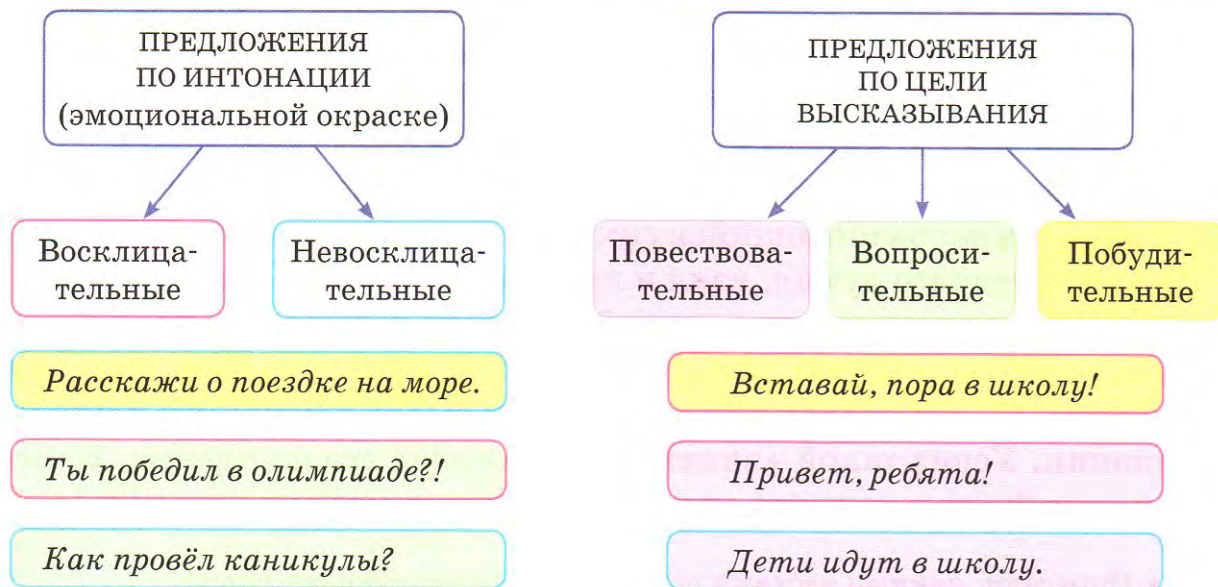 ПРЕДЛОЖЕНИЯ
ПО ИНТОНАЦИИ
(эмоциональной окраске)
Восклица-
тельные
Невосклица-
тельные
Расскажи о поездке на море.
Ты победил в олимпиаде?!
Как провёл каникулы?
ПРЕДЛОЖЕНИЯ
ПО ЦЕЛИ
ВЫСКАЗЫВАНИЯ
Повествова-
тельные
Вопроси-
тельные
Побуди-
тельные
Вставай, пора в школу!
Привет, ребята!
Дети идут в школу.